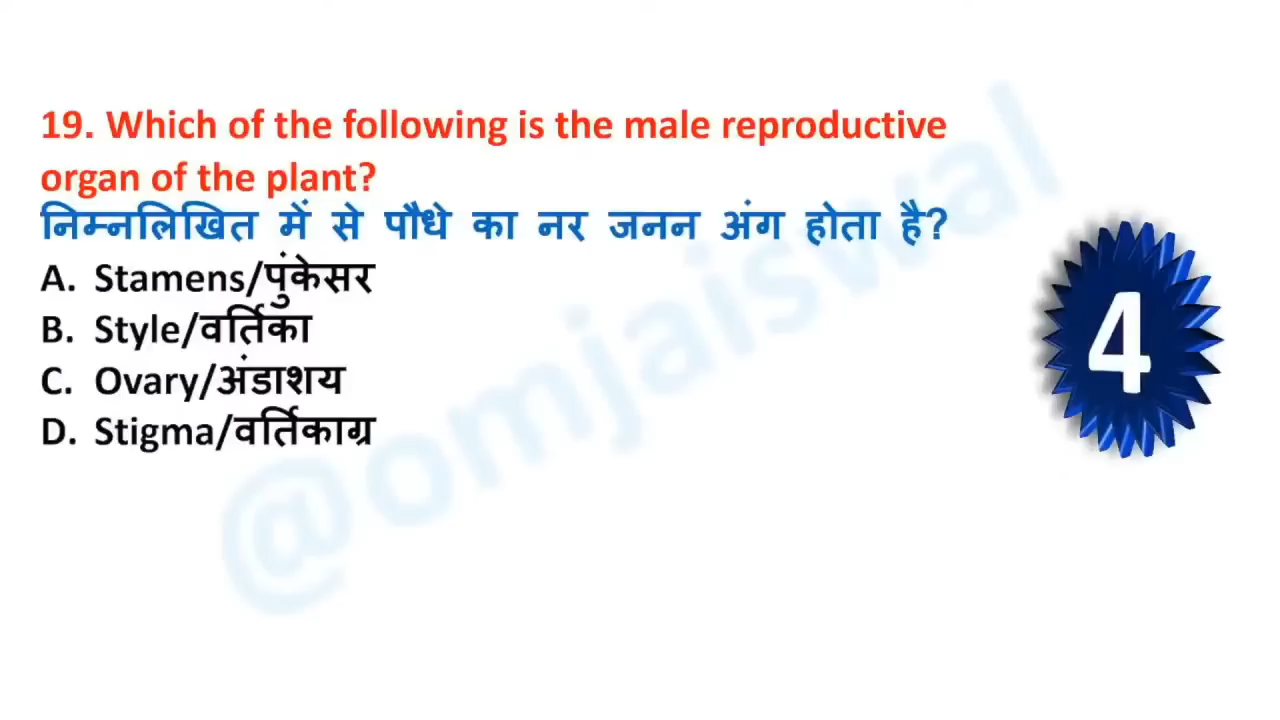 19. Which of the following is the male reproductive
organ of the plant?
निम्नलिखित में से पौधे का नर जनन अंग होता है?
A. Stamens/पुंकेसर
B. Style/वर्तिका
C. Ovary/अंडाशय
D. Stigma/वर्तिकाग्र
4
@omjaiswal